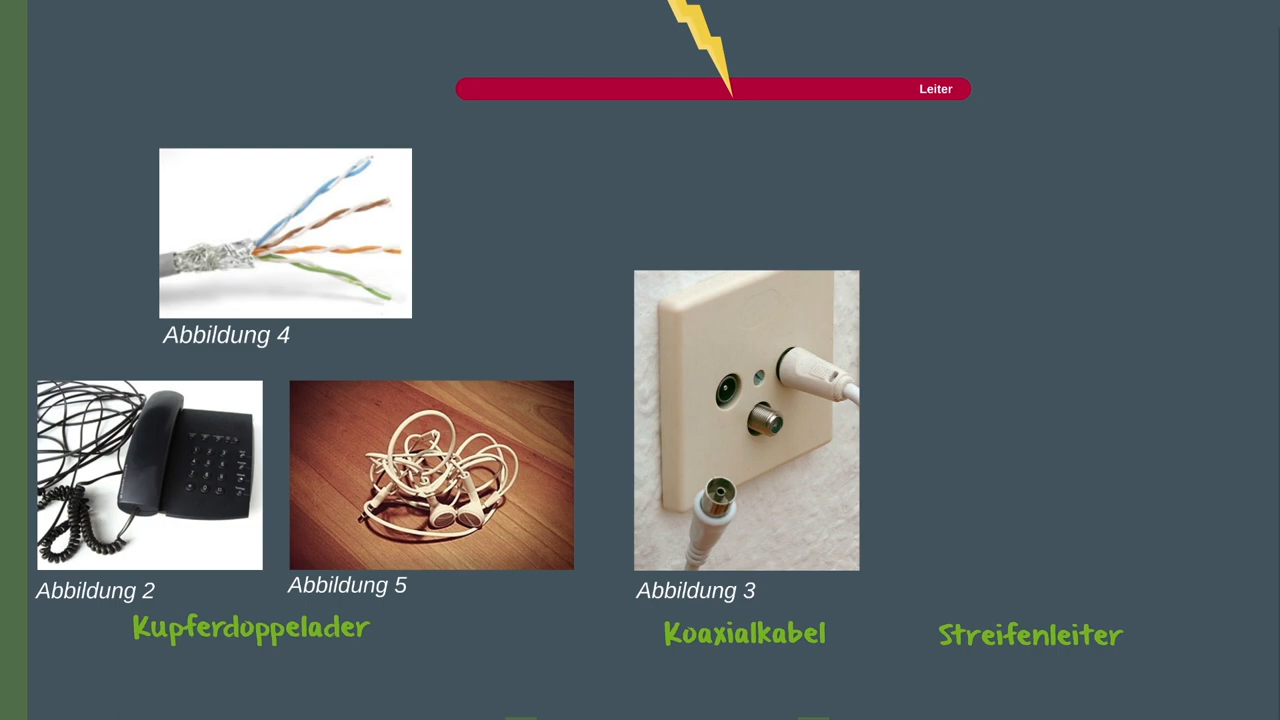 Leiter
Abbildung 4
Abbildung 2
Abbildung 5
Abbildung 3
Kupferdoppelader
Koaxialkabel
Streifenleiter